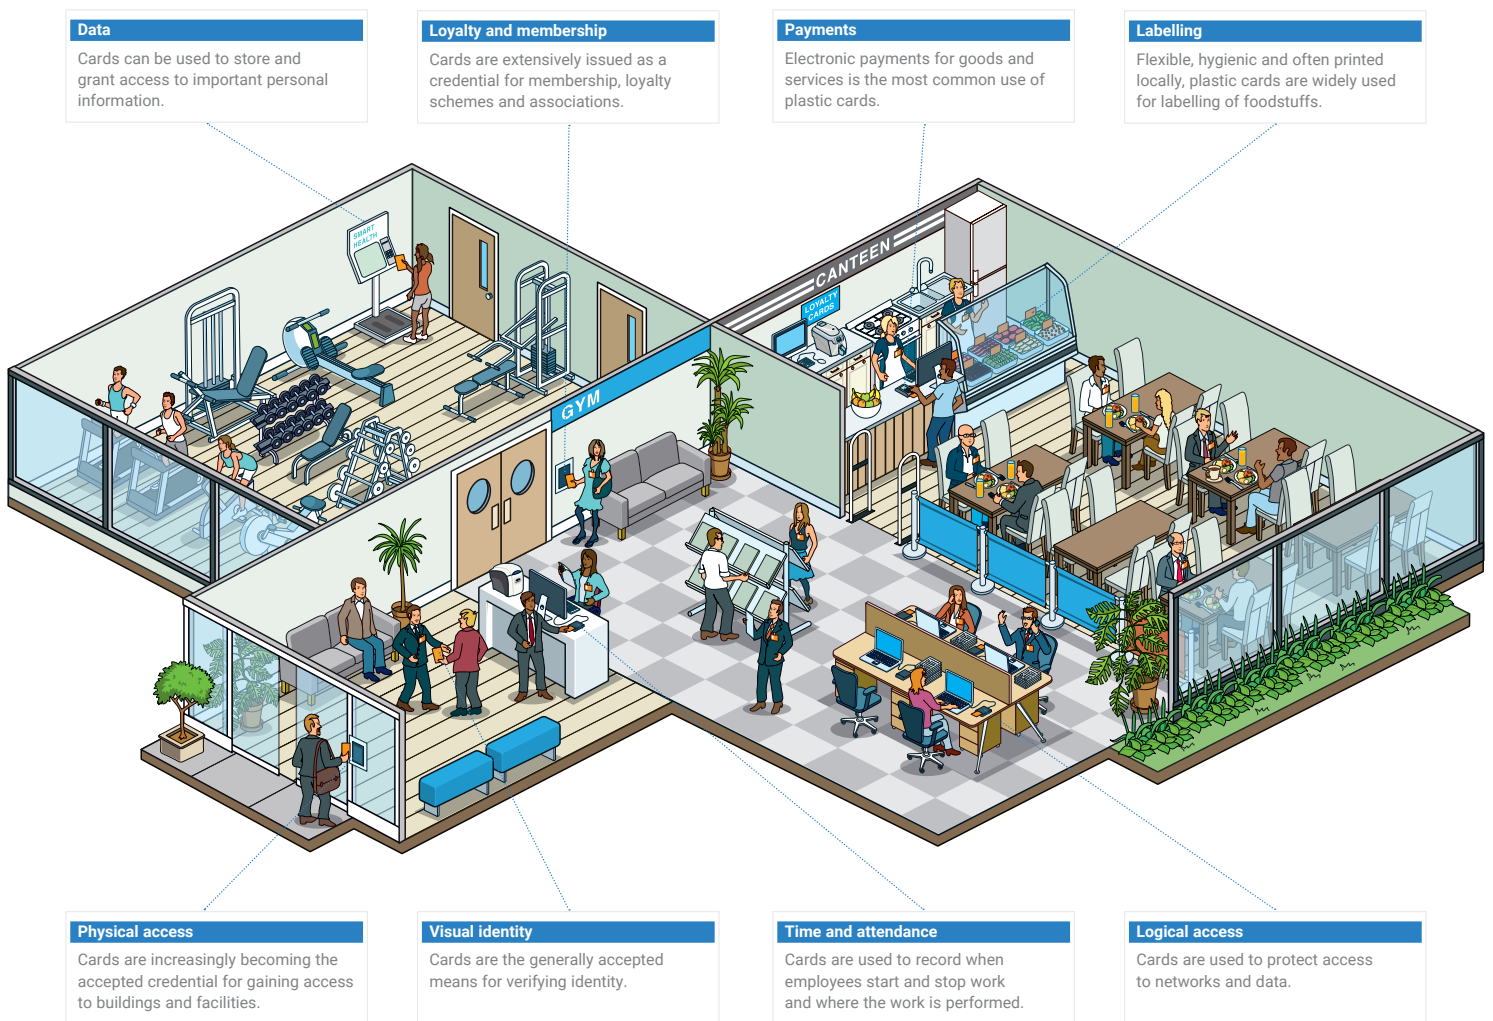 Data
Cards can be used to store and
grant access to important personal
information.
Loyalty and membership
Cards are extensively issued as a
credential for membership, loyalty
schemes and associations.
Payments
Electronic payments for goods and
services is the most common use of
plastic cards.
Labelling
Flexible, hygienic and often printed
locally, plastic cards are widely used
for labelling of foodstuffs.
SMART
HEALTH
CANTEEN
LOYALTY
CARDS
GYM
Physical access
Cards are increasingly becoming the
accepted credential for gaining access
to buildings and facilities.
Visual identity
Cards are the generally accepted
means for verifying identity.
Time and attendance
Cards are used to record when
employees start and stop work
and where the work is performed.
Logical access
Cards are used to protect access
to networks and data.